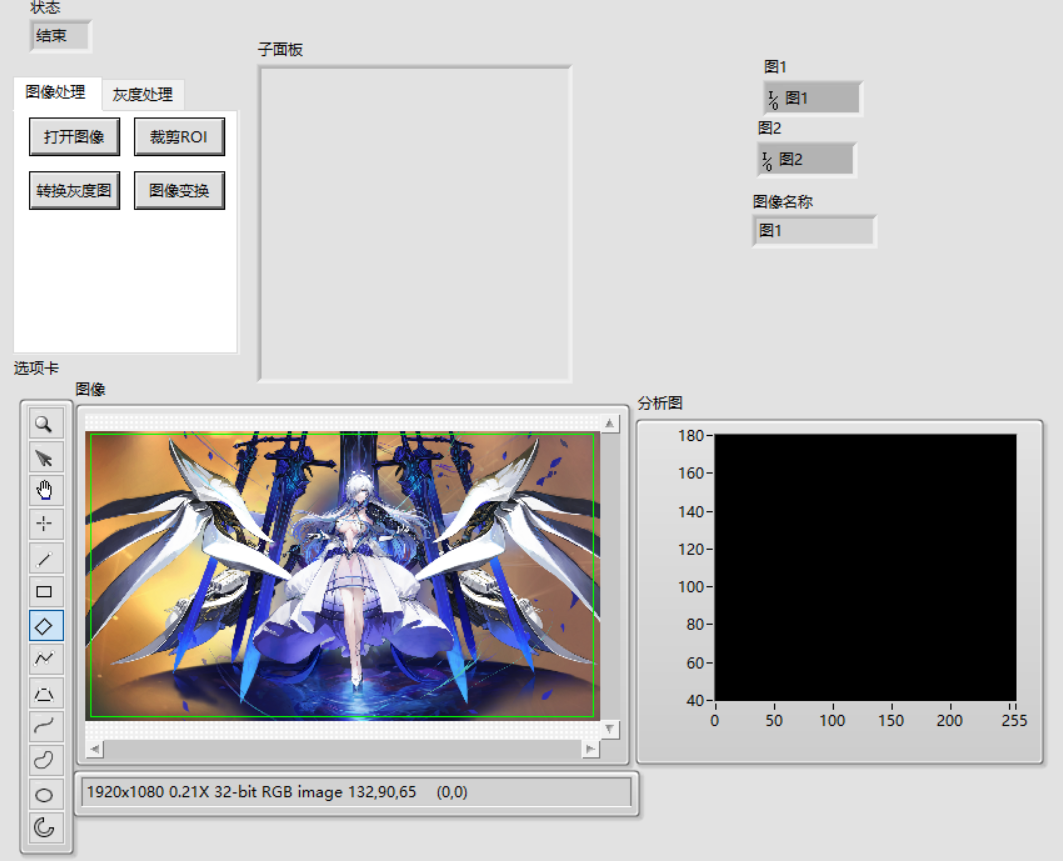 状态
结束
子面板
图像处理
灰度处理
打开图像
裁剪ROI
转换灰度图
图像变换
选项卡
图1
I/0 图1
图2
I/0 图2
图像名称
图1
图像
1920x1080 0.21X 32-bit RGB image 132,90,65 (0,0)
分析图
180
160
140
120
100
80
60
40
0 50 100 150 200 255